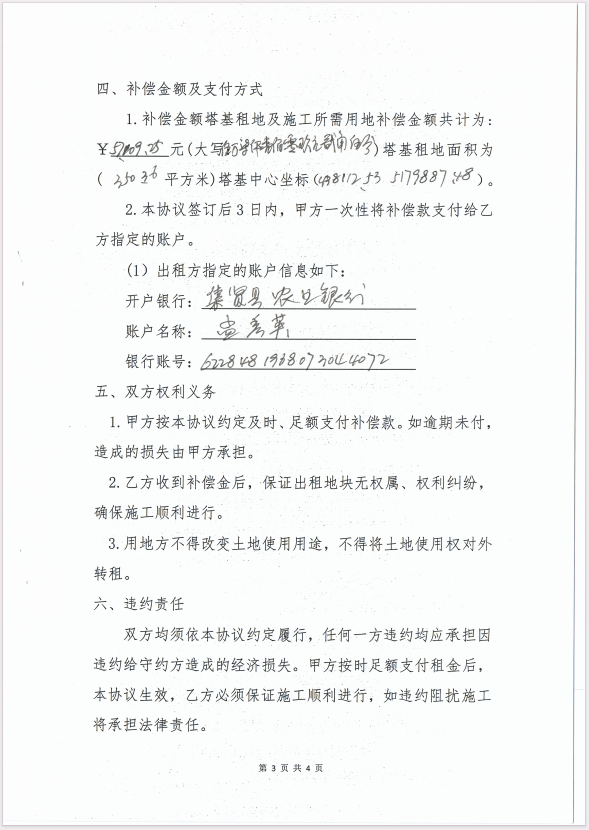 四、补偿金额及支付方式
1.补偿金额塔基租地及施工所需用地补偿金额共计为:
￥ 元(大写: )塔基租地面积为
( 350.36 平方米)塔基中心坐标( 498812.53 5179887.48 )。
2.本协议签订后3日内，甲方一次性将补偿款支付给乙
方指定的账户。
(1) 出租方指定的账户信息如下:
开户银行: 集贤县农业银行
账户名称: 秀英
银行账号:
五、双方权利义务
1.甲方按本协议约定及时、足额支付补偿款。如逾期未付,
造成的损失由甲方承担。
2.乙方收到补偿金后，保证出租地块无权属、权利纠纷，
确保施工顺利进行。
3.用地方不得改变土地使用用途，不得将土地使用权对外
转租。
六、违约责任
双方均须依本协议约定履行，任何一方违约均应承担因
违约给守约方造成的经济损失。甲方按时足额支付租金后，
本协议生效，乙方必须保证施工顺利进行，如违约阻扰施工
将承担法律责任。
第 3 页 共 4 页